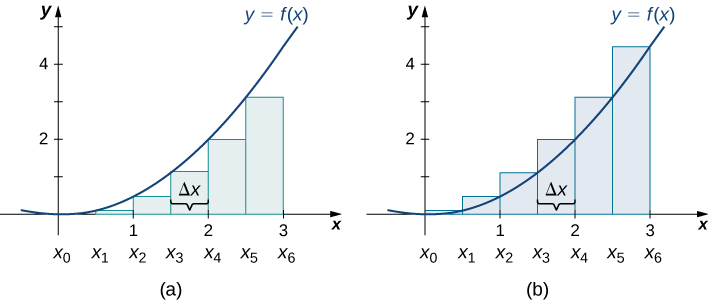 y
y = f(x)
4
2
Δx
1
2
3
x
x₀
x₁
x₂
x₃
x₄
x₅
x₆
(a)
y
y = f(x)
4
2
Δx
1
2
3
x
x₀
x₁
x₂
x₃
x₄
x₅
x₆
(b)